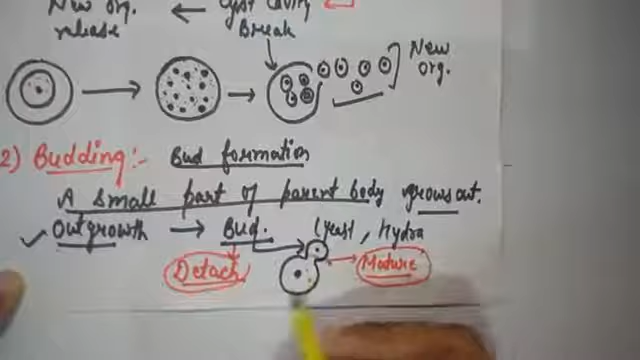 New org. ← Cyst cavity
release Break
New
org.
2) Budding:- Bud formation
A small part of parent body grows out.
✓ Outgrowth → Bud. (yeast, hydra
Detach → Mature